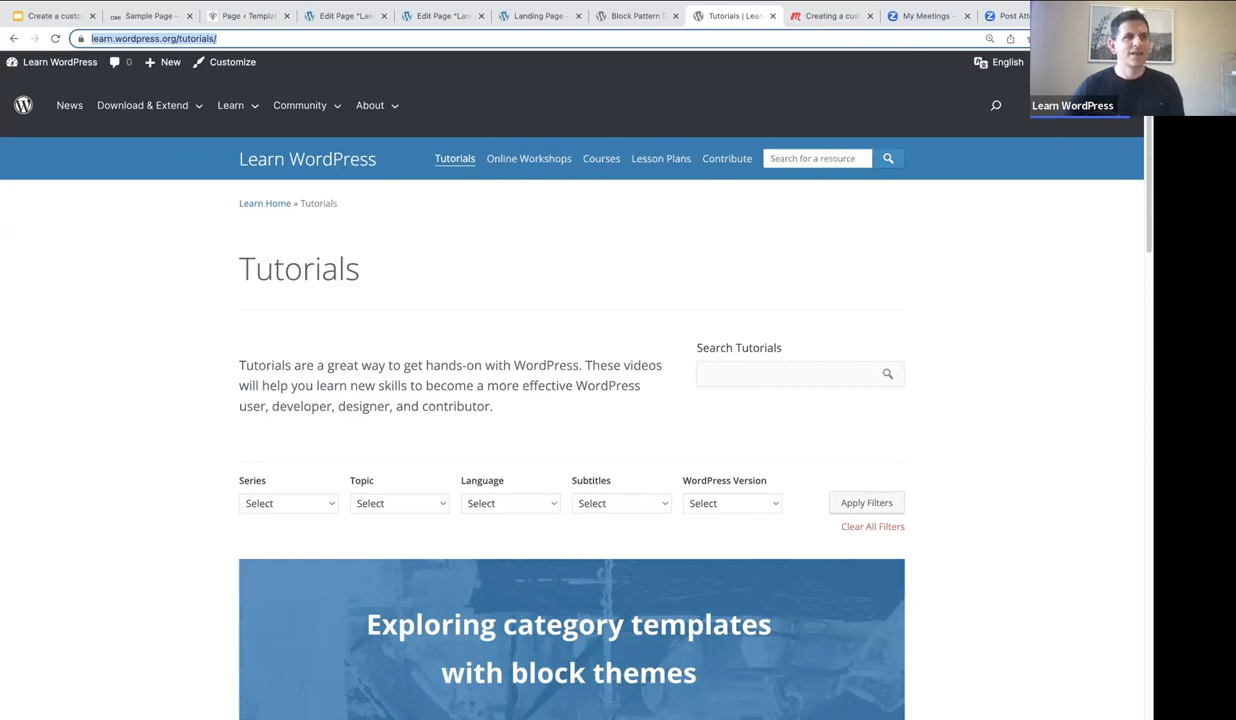 Create a custo
OMI Sample Page –
Page ‹ Templat
Edit Page "Lan
Edit Page "Lan
Landing Page –
Block Pattern D
Tutorials | Lear
Creating a cus
My Meetings -
Post Att
learn.wordpress.org/tutorials/
Learn WordPress 0 New Customize English
News Download & Extend Learn Community About
Learn WordPress
Learn WordPress Tutorials Online Workshops Courses Lesson Plans Contribute Search for a resource
Learn Home » Tutorials
Tutorials
Tutorials are a great way to get hands-on with WordPress. These videos
will help you learn new skills to become a more effective WordPress
user, developer, designer, and contributor.
Search Tutorials
Series Topic Language Subtitles WordPress Version
Select Select Select Select Select Apply Filters
Clear All Filters
Exploring category templates
with block themes